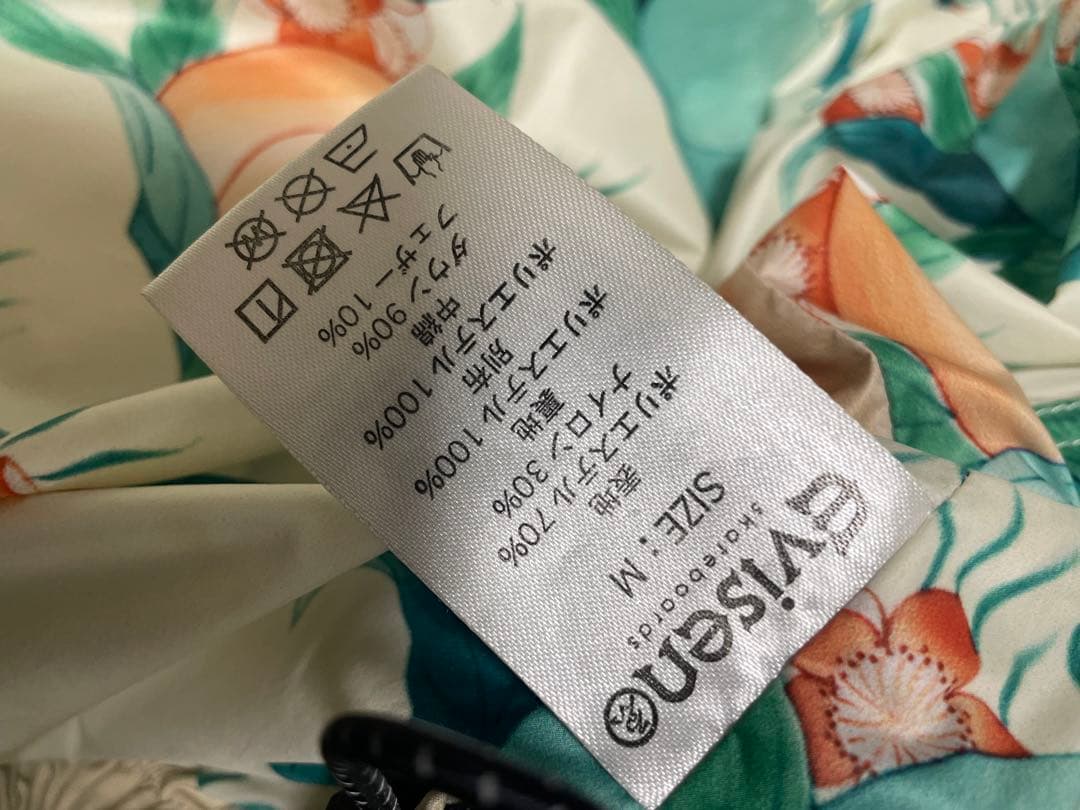 Evisen
skateboards
SIZE : M
表地
ポリエステル 70%
ナイロン 30%
裏地
ポリエステル 100%
別布
ポリエステル 100%
中綿
ダウン 90%
フェザー 10%